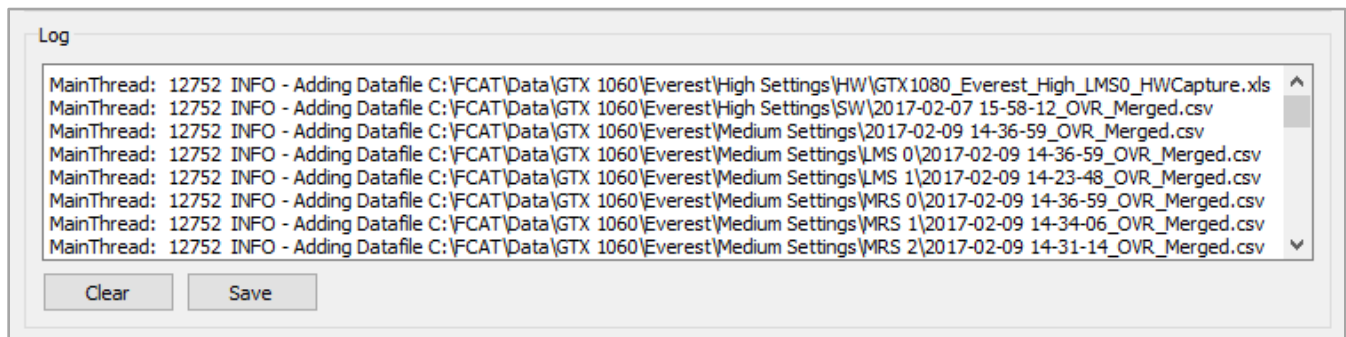 Log
MainThread:  12752 INFO - Adding Datafile C:\FCAT\Data\GTX 1060\Everest\High Settings\HW\GTX1080_Everest_High_LMS0_HWCapture.xls
MainThread:  12752 INFO - Adding Datafile C:\FCAT\Data\GTX 1060\Everest\High Settings\SW\2017-02-07 15-58-12_OVR_Merged.csv
MainThread:  12752 INFO - Adding Datafile C:\FCAT\Data\GTX 1060\Everest\Medium Settings\2017-02-09 14-36-59_OVR_Merged.csv
MainThread:  12752 INFO - Adding Datafile C:\FCAT\Data\GTX 1060\Everest\Medium Settings\LMS 0\2017-02-09 14-36-59_OVR_Merged.csv
MainThread:  12752 INFO - Adding Datafile C:\FCAT\Data\GTX 1060\Everest\Medium Settings\LMS 1\2017-02-09 14-23-48_OVR_Merged.csv
MainThread:  12752 INFO - Adding Datafile C:\FCAT\Data\GTX 1060\Everest\Medium Settings\MRS 0\2017-02-09 14-36-59_OVR_Merged.csv
MainThread:  12752 INFO - Adding Datafile C:\FCAT\Data\GTX 1060\Everest\Medium Settings\MRS 1\2017-02-09 14-34-06_OVR_Merged.csv
MainThread:  12752 INFO - Adding Datafile C:\FCAT\Data\GTX 1060\Everest\Medium Settings\MRS 2\2017-02-09 14-31-14_OVR_Merged.csv
Clear Save